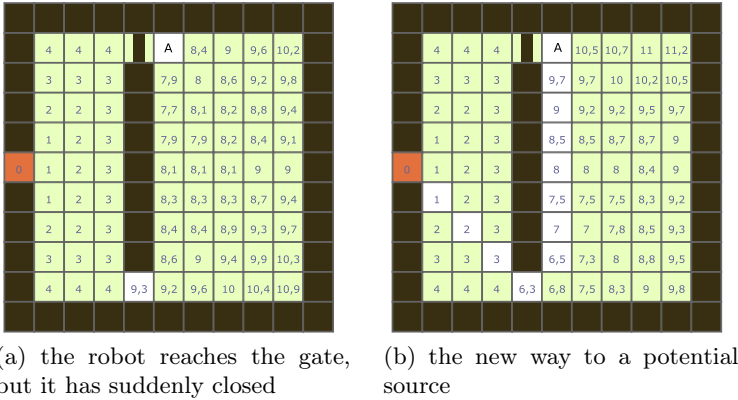 4 4 4 A 8,4 9 9,6 10,2
3 3 3 7,9 8 8,6 9,2 9,8
2 2 3 7,7 8,1 8,2 8,8 9,4
1 2 3 7,9 7,9 8,2 8,4 9,1
0 1 2 3 8,1 8,1 8,1 9 9
1 2 3 8,3 8,3 8,3 8,7 9,4
2 2 3 8,4 8,4 8,9 9,3 9,7
3 3 3 8,6 9 9,4 9,9 10,3
4 4 4 9,3 9,2 9,6 10 10,4 10,9
(a) the robot reaches the gate,
but it has suddenly closed
4 4 4 A 10,5 10,7 11 11,2
3 3 3 9,7 9,7 10 10,2 10,5
2 2 3 9 9,2 9,2 9,5 9,7
1 2 3 8,5 8,5 8,7 8,7 9
0 1 2 3 8 8 8 8,4 9
1 2 3 7,5 7,5 7,5 8,3 9,2
2 2 3 7 7 7,8 8,5 9,3
3 3 3 6,5 7,3 8 8,8 9,5
4 4 4 6,3 6,8 7,5 8,3 9 9,8
(b) the new way to a potential
source